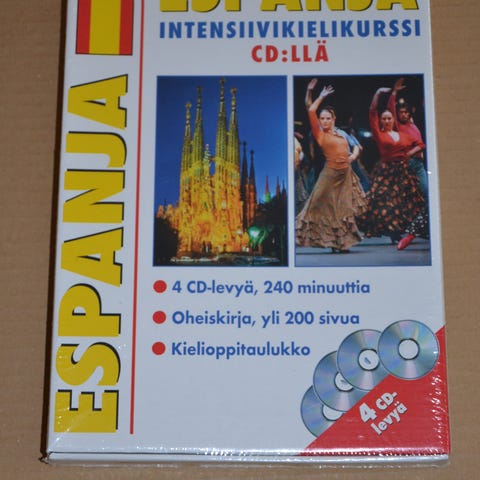 ESPANJA
INTENSIIVIKIELIKURSSI
CD:LLÄ
ESPANJA
4 CD-levyä, 240 minuuttia
Oheiskirja, yli 200 sivua
Kielioppitaulukko
4 CD-
levyä